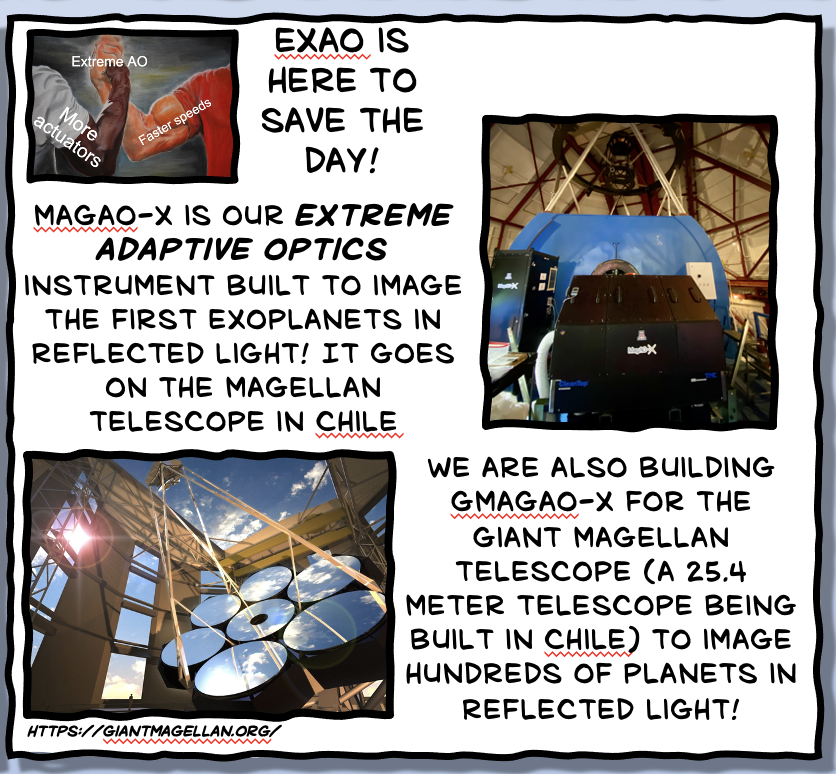 Extreme AO
More
actuators
Faster speeds
EXAO IS
HERE TO
SAVE THE
DAY!
MAGAO-X IS OUR EXTREME
ADAPTIVE OPTICS
INSTRUMENT BUILT TO IMAGE
THE FIRST EXOPLANETS IN
REFLECTED LIGHT! IT GOES
ON THE MAGELLAN
TELESCOPE IN CHILE
MagAO-X
CleanTop
WE ARE ALSO BUILDING
GMAGAO-X FOR THE
GIANT MAGELLAN
TELESCOPE (A 25.4
METER TELESCOPE BEING
BUILT IN CHILE) TO IMAGE
HUNDREDS OF PLANETS IN
REFLECTED LIGHT!
HTTPS://GIANTMAGELLAN.ORG/